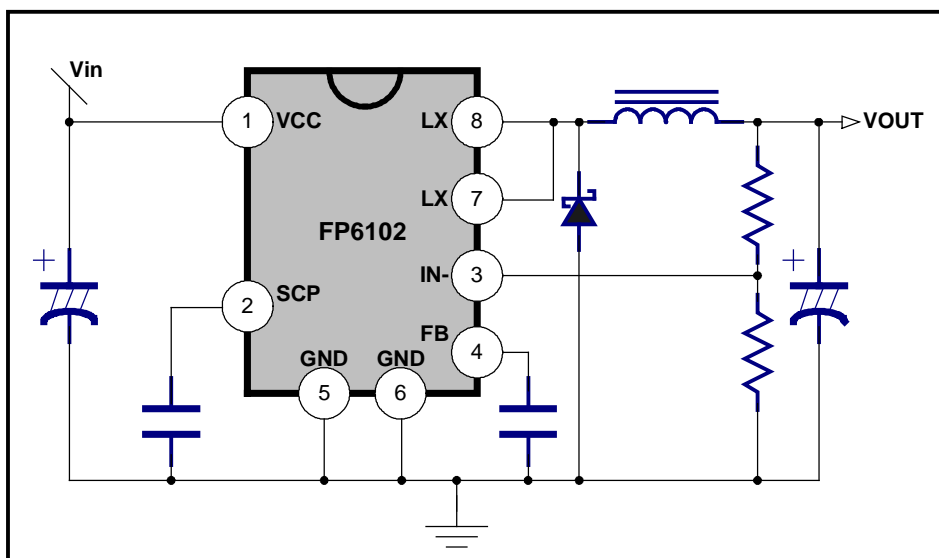 Vin
1 VCC LX 8
VOUT
LX 7
FP6102
IN- 3
2 SCP
FB 4
GND GND
5 6
+
+